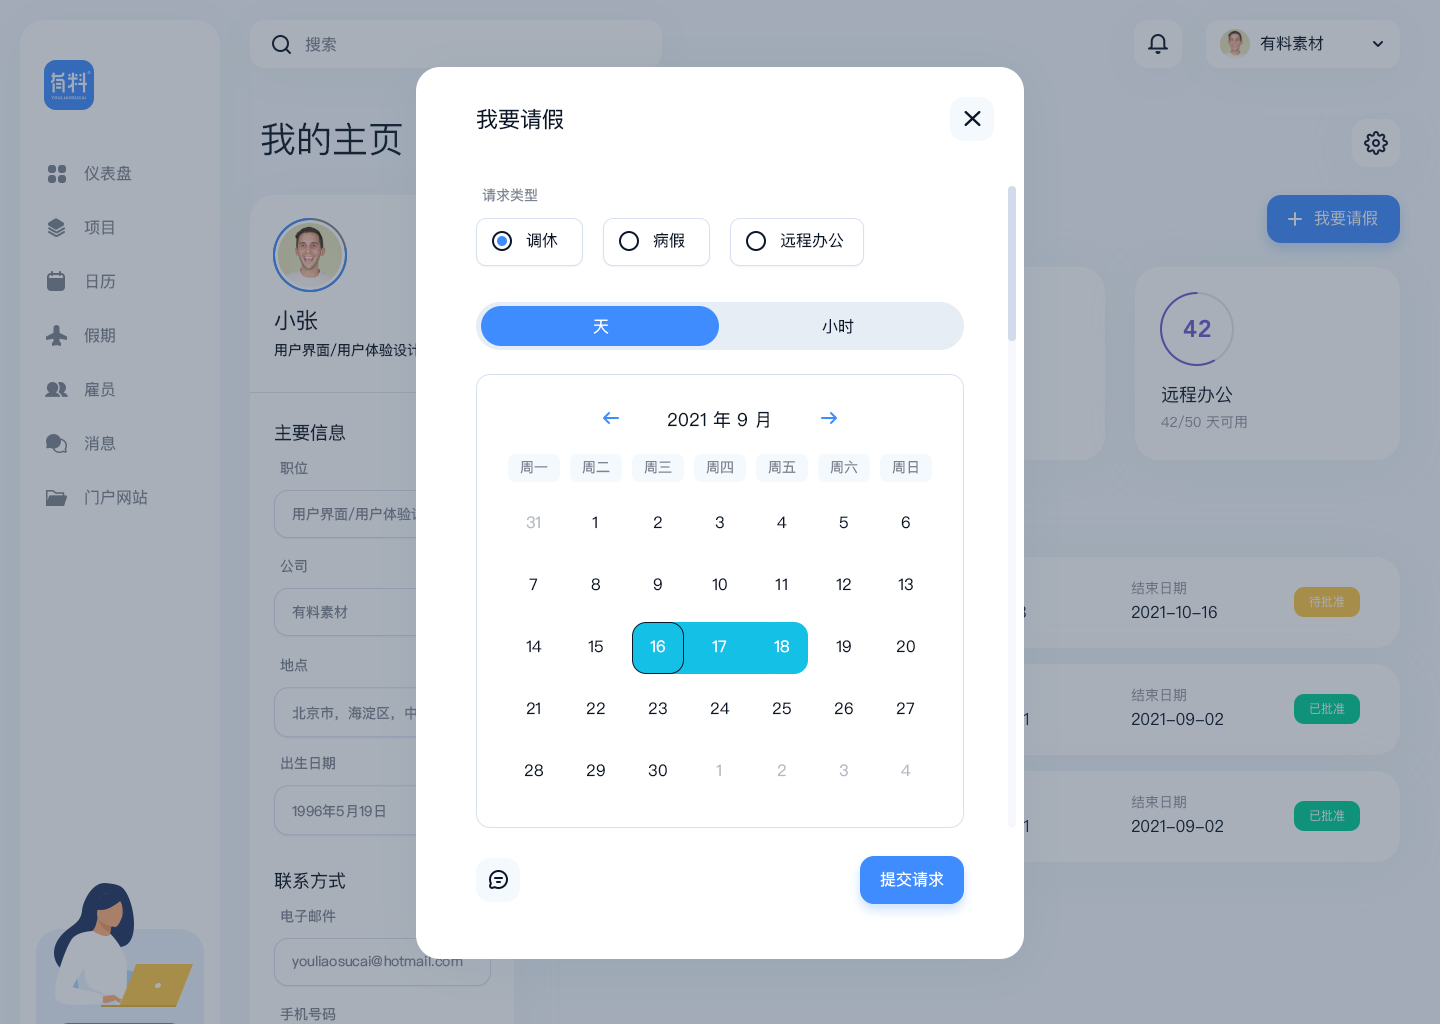 有料
YOULIAOSUCAI
仪表盘
项目
日历
假期
雇员
消息
门户网站
搜索
有料素材
我的主页
我要请假
小张
用户界面/用户体验设计
主要信息
职位
用户界面/用户体验设
公司
有料素材
地点
北京市，海淀区，中
出生日期
1996年5月19日
联系方式
电子邮件
youliaosucai@hotmail.com
手机号码
我要请假
请求类型
调休
病假
远程办公
天
小时
2021 年 9 月
周一 周二 周三 周四 周五 周六 周日
31 1 2 3 4 5 6
7 8 9 10 11 12 13
14 15 16 17 18 19 20
21 22 23 24 25 26 27
28 29 30 1 2 3 4
提交请求
42
远程办公
42/50 天可用
结束日期
2021-10-16
待批准
结束日期
1
2021-09-02
已批准
结束日期
1
2021-09-02
已批准